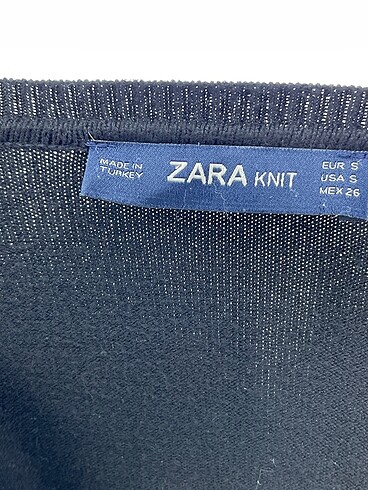 MADE IN
TURKEY
ZARA KNIT
EUR S
USA S
MEX 26